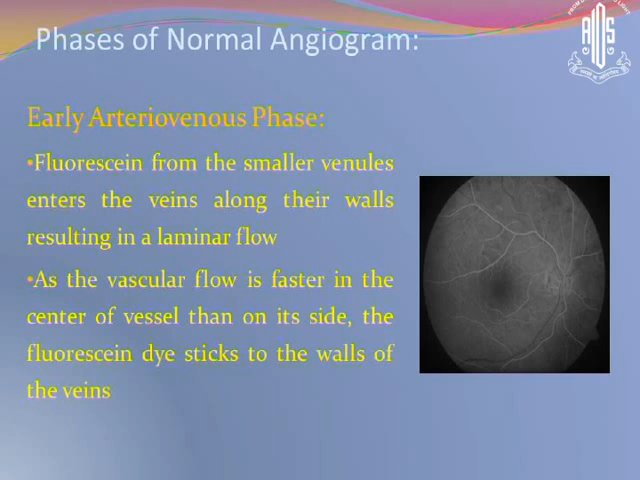 Phases of Normal Angiogram:
Early Arteriovenous Phase:
•Fluorescein from the smaller venules
enters the veins along their walls
resulting in a laminar flow
•As the vascular flow is faster in the
center of vessel than on its side, the
fluorescein dye sticks to the walls of
the veins